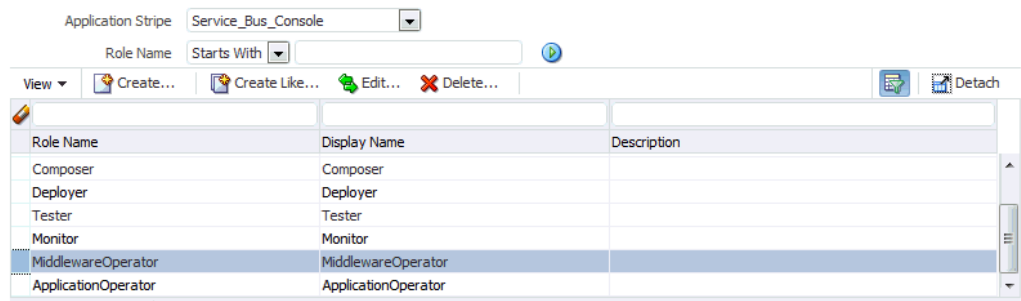 Application Stripe Service_Bus_Console
Role Name Starts With
View Create... Create Like... Edit... Delete... Detach
Role Name Display Name Description
Composer Composer
Deployer Deployer
Tester Tester
Monitor Monitor
MiddlewareOperator MiddlewareOperator
ApplicationOperator ApplicationOperator